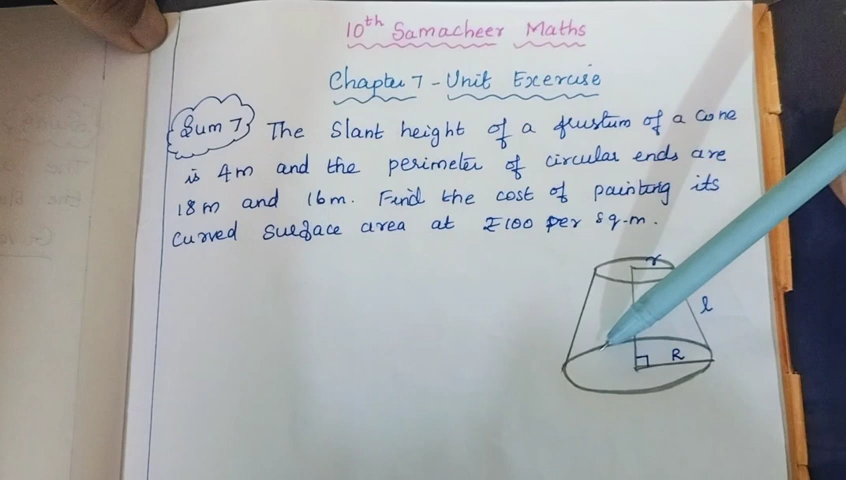 10th Samacheer Maths
Chapter 7 - Unit Exercise
Sum 7 The Slant height of a frustum of a cone
is 4m and the perimeter of circular ends are
18m and 16m. Find the cost of painting its
Curved Surface area at ₹100 per sq.m.
r
l
R